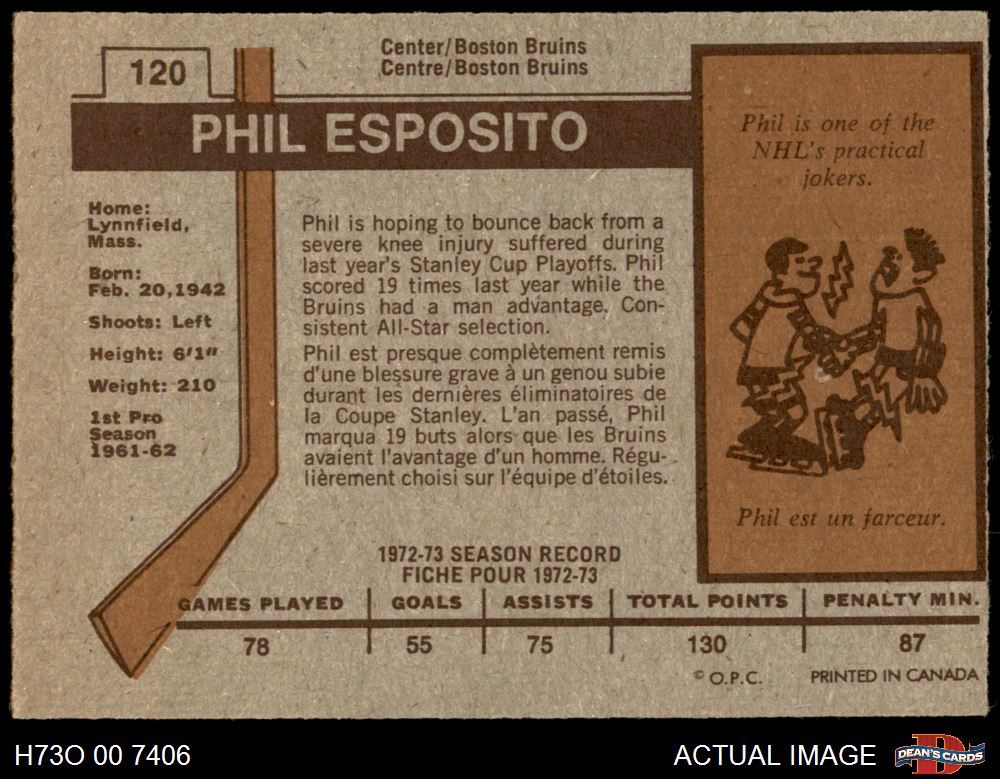 120
Center/Boston Bruins
Centre/Boston Bruins
PHIL ESPOSITO
Home:
Lynnfield,
Mass.
Born:
Feb. 20,1942
Shoots: Left
Height: 6'1"
Weight: 210
1st Pro
Season
1961-62
Phil is hoping to bounce back from a
severe knee injury suffered during
last year's Stanley Cup Playoffs. Phil
scored 19 times last year while the
Bruins had a man advantage. Con-
sistent All-Star selection.
Phil est presque complètement remis
d'une blessure grave à un genou subie
durant les dernières éliminatoires de
la Coupe Stanley. L'an passé, Phil
marqua 19 buts alors que les Bruins
avaient l'avantage d'un homme. Régu-
lièrement choisi sur l'équipe d'étoiles.
Phil is one of the
NHL's practical
jokers.
Phil est un farceur.
1972-73 SEASON RECORD
FICHE POUR 1972-73
GAMES PLAYED GOALS ASSISTS TOTAL POINTS PENALTY MIN.
78 55 75 130 87
© O.P.C. PRINTED IN CANADA
H73O 00 7406 ACTUAL IMAGE DEAN'S CARDS